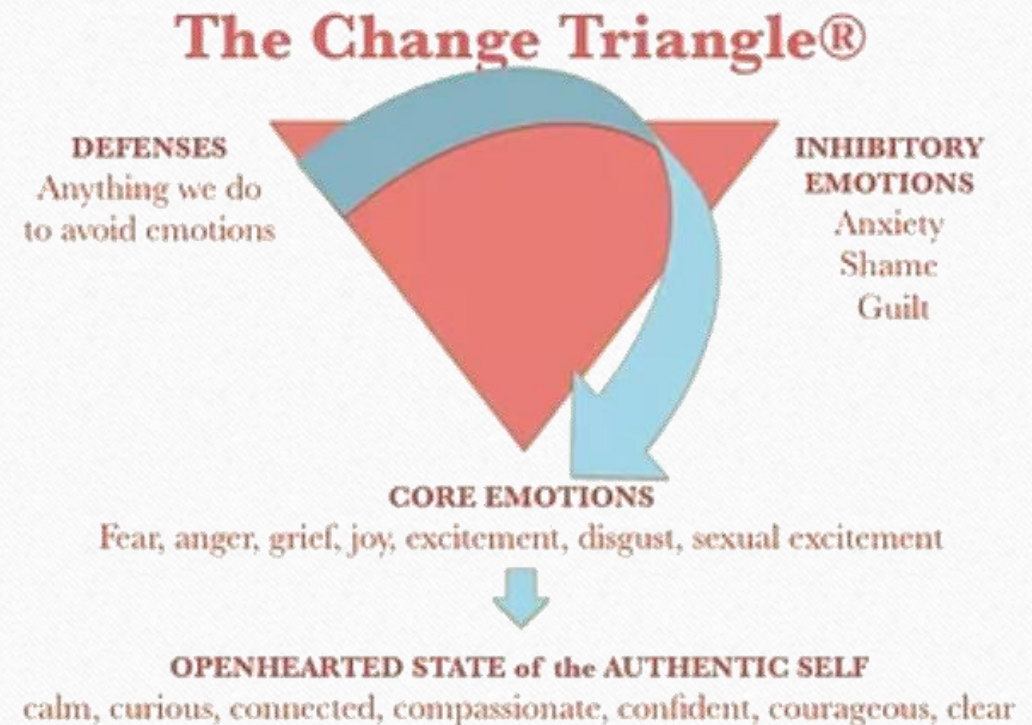 The Change Triangle®
DEFENSES
Anything we do
to avoid emotions
INHIBITORY
EMOTIONS
Anxiety
Shame
Guilt
CORE EMOTIONS
Fear, anger, grief, joy, excitement, disgust, sexual excitement
OPENHEARTED STATE of the AUTHENTIC SELF
calm, curious, connected, compassionate, confident, courageous, clear